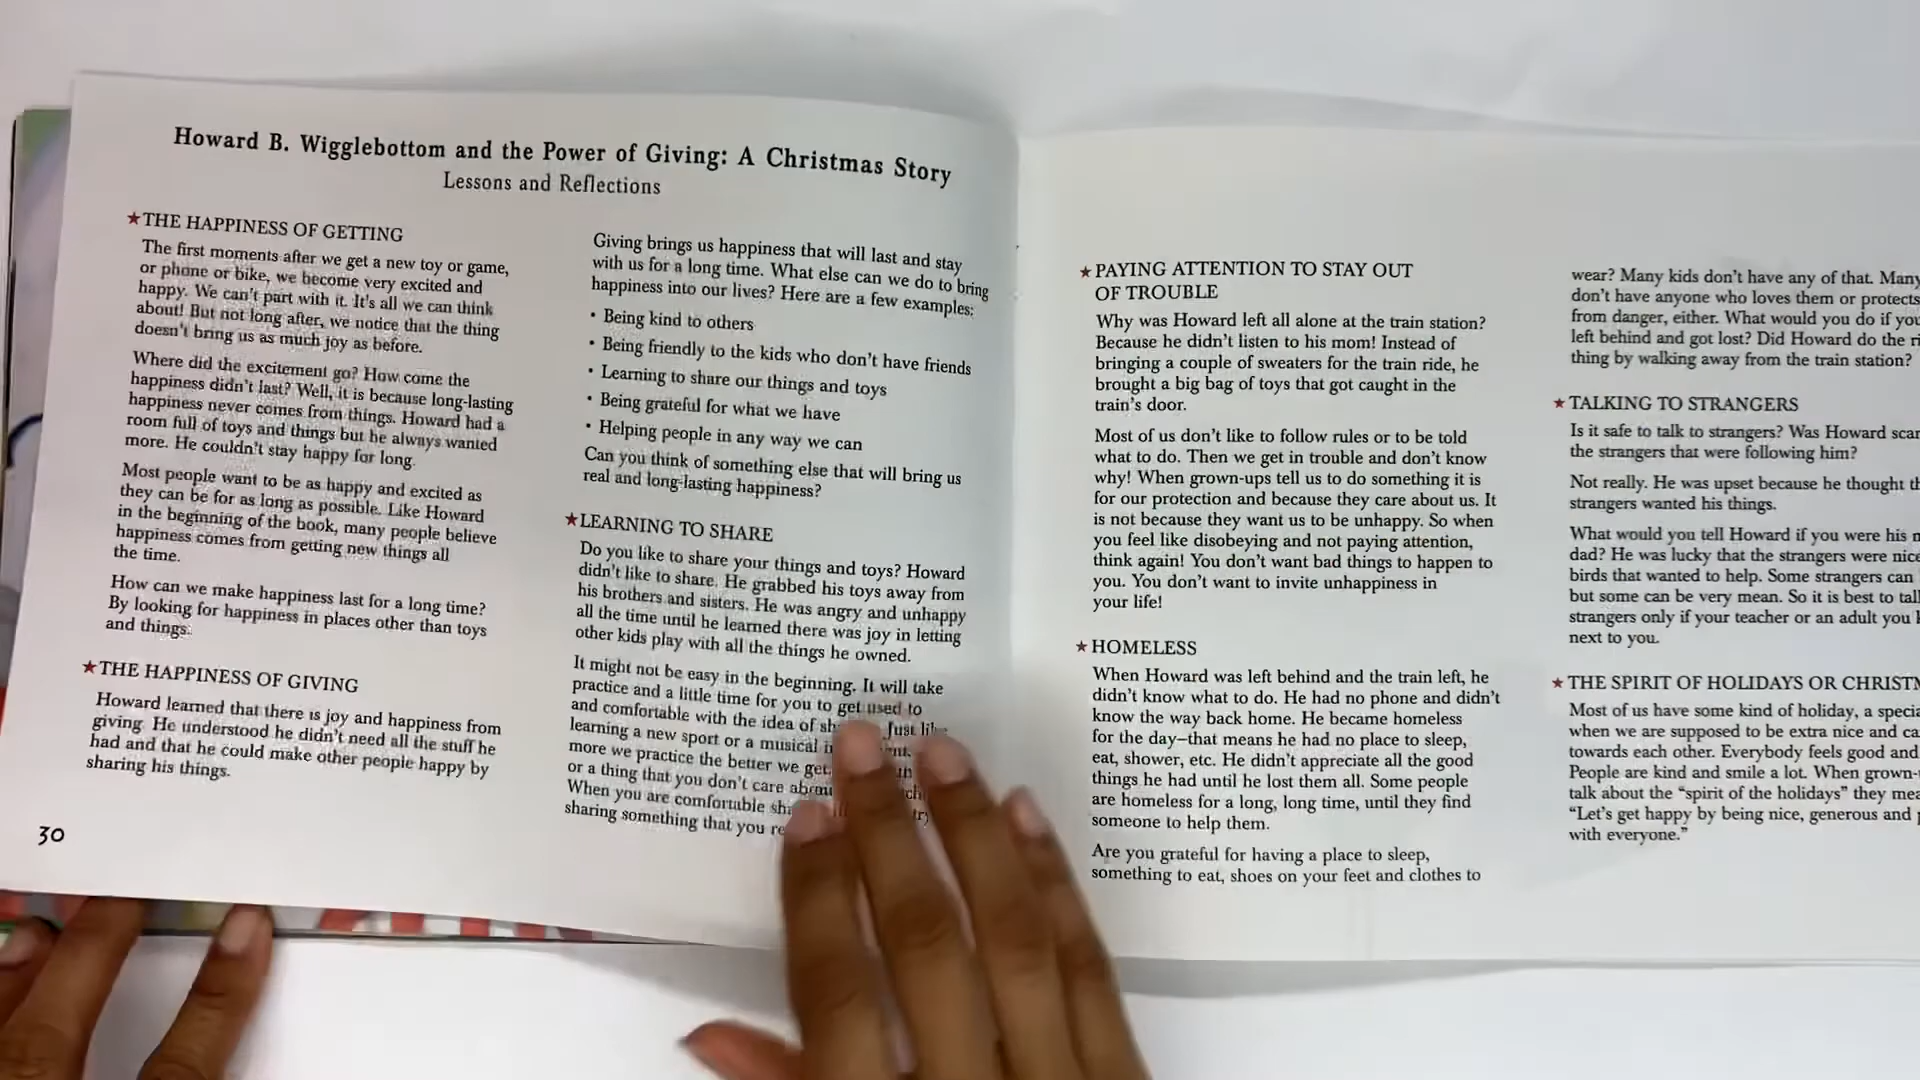 Howard B. Wigglebottom and the Power of Giving: A Christmas Story
Lessons and Reflections
★THE HAPPINESS OF GETTING
The first moments after we get a new toy or game,
or phone or bike, we become very excited and
happy. We can't part with it. It's all we can think
about! But not long after, we notice that the thing
doesn't bring us as much joy as before.
Where did the excitement go? How come the
happiness didn't last? Well, it is because long-lasting
happiness never comes from things. Howard had a
room full of toys and things but he always wanted
more. He couldn't stay happy for long.
Most people want to be as happy and excited as
they can be for as long as possible. Like Howard
in the beginning of the book, many people believe
happiness comes from getting new things all
the time.
How can we make happiness last for a long time?
By looking for happiness in places other than toys
and things.
★THE HAPPINESS OF GIVING
Howard learned that there is joy and happiness from
giving. He understood he didn't need all the stuff he
had and that he could make other people happy by
sharing his things.
30
Giving brings us happiness that will last and stay
with us for a long time. What else can we do to bring
happiness into our lives? Here are a few examples:
• Being kind to others
• Being friendly to the kids who don't have friends
• Learning to share our things and toys
• Being grateful for what we have
• Helping people in any way we can
Can you think of something else that will bring us
real and long-lasting happiness?
★LEARNING TO SHARE
Do you like to share your things and toys? Howard
didn't like to share. He grabbed his toys away from
his brothers and sisters. He was angry and unhappy
all the time until he learned there was joy in letting
other kids play with all the things he owned.
It might not be easy in the beginning. It will take
practice and a little time for you to get used to
and comfortable with the idea of Just
learning a new sport or a musical
more we practice the better we get.
or a thing that you don't care
When you are comfortable
sharing something that you
★PAYING ATTENTION TO STAY OUT
OF TROUBLE
Why was Howard left all alone at the train station?
Because he didn't listen to his mom! Instead of
bringing a couple of sweaters for the train ride, he
brought a big bag of toys that got caught in the
train's door.
Most of us don't like to follow rules or to be told
what to do. Then we get in trouble and don't know
why! When grown-ups tell us to do something it is
for our protection and because they care about us. It
is not because they want us to be unhappy. So when
you feel like disobeying and not paying attention,
think again! You don't want bad things to happen to
you. You don't want to invite unhappiness in
your life!
★HOMELESS
When Howard was left behind and the train left, he
didn't know what to do. He had no phone and didn't
know the way back home. He became homeless
for the day—that means he had no place to sleep,
eat, shower, etc. He didn't appreciate all the good
things he had until he lost them all. Some people
are homeless for a long, long time, until they find
someone to help them.
Are you grateful for having a place to sleep,
something to eat, shoes on your feet and clothes to
wear? Many kids don't have any of that. Many
don't have anyone who loves them or protects
from danger, either. What would you do if you
left behind and got lost? Did Howard do the
thing by walking away from the train station?
★TALKING TO STRANGERS
Is it safe to talk to strangers? Was Howard
the strangers that were following him?
Not really. He was upset because he thought
strangers wanted his things.
What would you tell Howard if you were his
dad? He was lucky that the strangers were nice
birds that wanted to help. Some strangers can
but some can be very mean. So it is best to
strangers only if your teacher or an adult you
next to you.
★THE SPIRIT OF HOLIDAYS OR
Most of us have some kind of holiday, a
when we are supposed to be extra nice and
towards each other. Everybody feels good and
People are kind and smile a lot. When
talk about the "spirit of the holidays" they
"Let's get happy by being nice, generous and
with everyone."